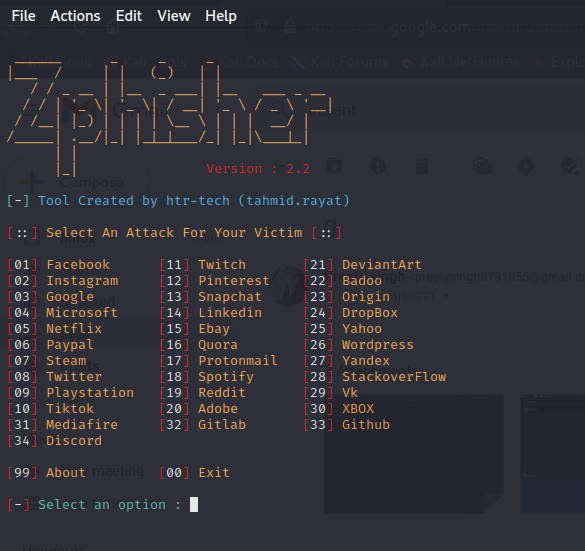 File Actions Edit View Help
Zphisher
Version : 2.2
[-] Tool Created by htr-tech (tahmid.rayat)
[::] Select An Attack For Your Victim [::]
[01] Facebook [11] Twitch [21] DeviantArt
[02] Instagram [12] Pinterest [22] Badoo
[03] Google [13] Snapchat [23] Origin
[04] Microsoft [14] Linkedin [24] DropBox
[05] Netflix [15] Ebay [25] Yahoo
[06] Paypal [16] Quora [26] Wordpress
[07] Steam [17] Protonmail [27] Yandex
[08] Twitter [18] Spotify [28] StackoverFlow
[09] Playstation [19] Reddit [29] Vk
[10] Tiktok [20] Adobe [30] XBOX
[31] Mediafire [32] Gitlab [33] Github
[34] Discord
[99] About [00] Exit
[-] Select an option :